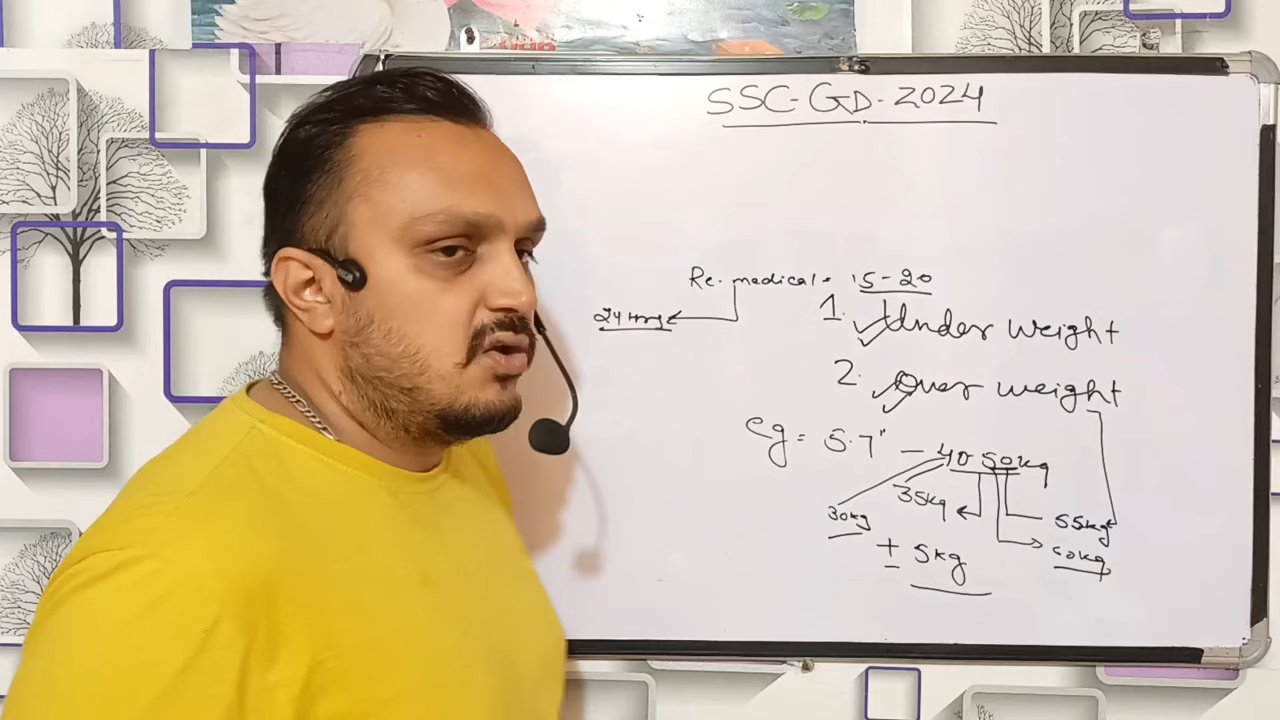 SSC-GD-2024
Re. medical = 15-20
24 Hrs
1. Under weight
2. Over weight
eg = 5.7" - 40 50kg
35kg
30kg
55kg
60kg
± 5kg